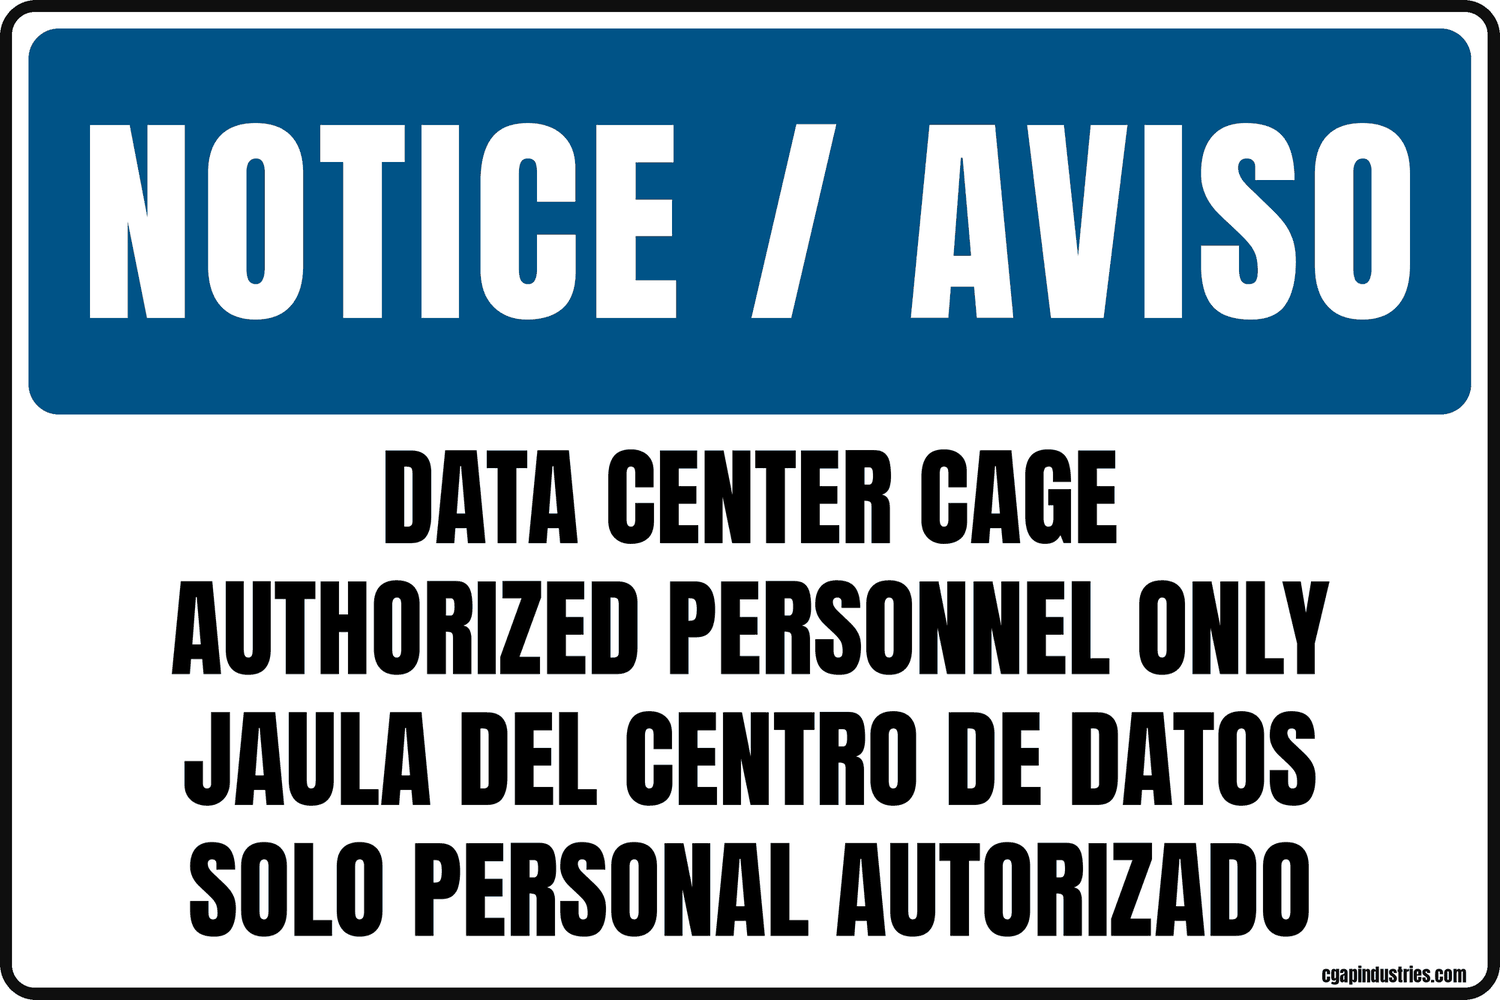 NOTICE / AVISO
DATA CENTER CAGE
AUTHORIZED PERSONNEL ONLY
JAULA DEL CENTRO DE DATOS
SOLO PERSONAL AUTORIZADO
cgapindustries.com